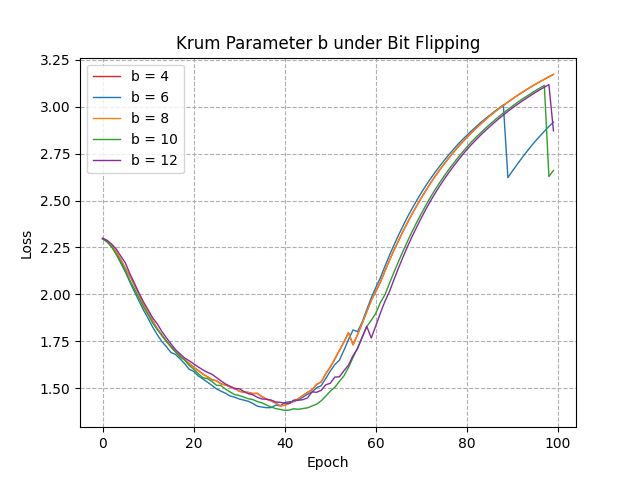 Krum Parameter b under Bit Flipping
3.25
3.00
2.75
2.50
2.25
2.00
1.75
1.50
b = 4
b = 6
b = 8
b = 10
b = 12
Loss
0
20
40
60
80
100
Epoch